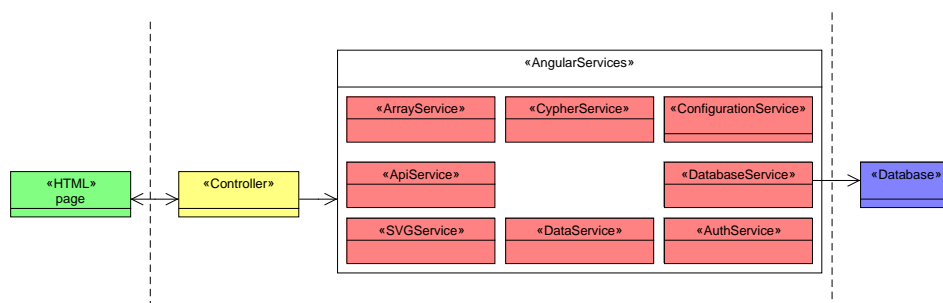 «AngularServices»
«ArrayService»
«CypherService»
«ConfigurationService»
«HTML»
page
«Controller»
«ApiService»
«DatabaseService»
«Database»
«SVGService»
«DataService»
«AuthService»